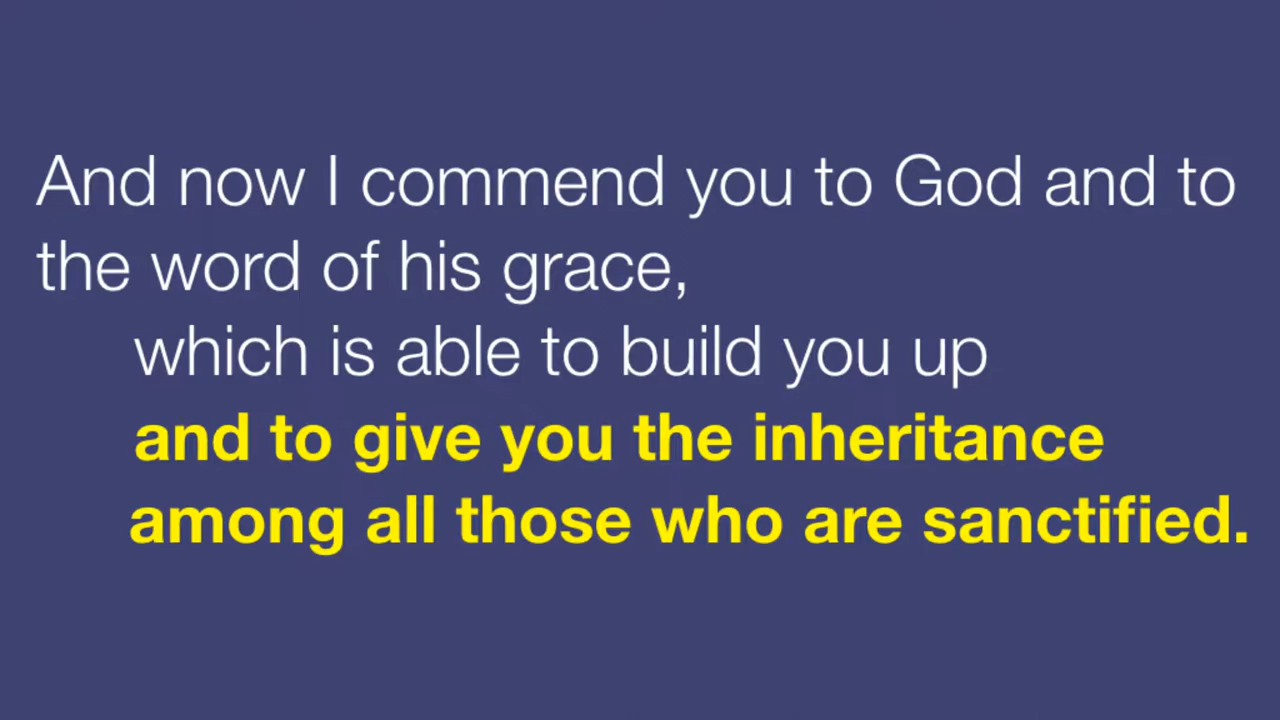 And now I commend you to God and to
the word of his grace,
which is able to build you up
and to give you the inheritance
among all those who are sanctified.